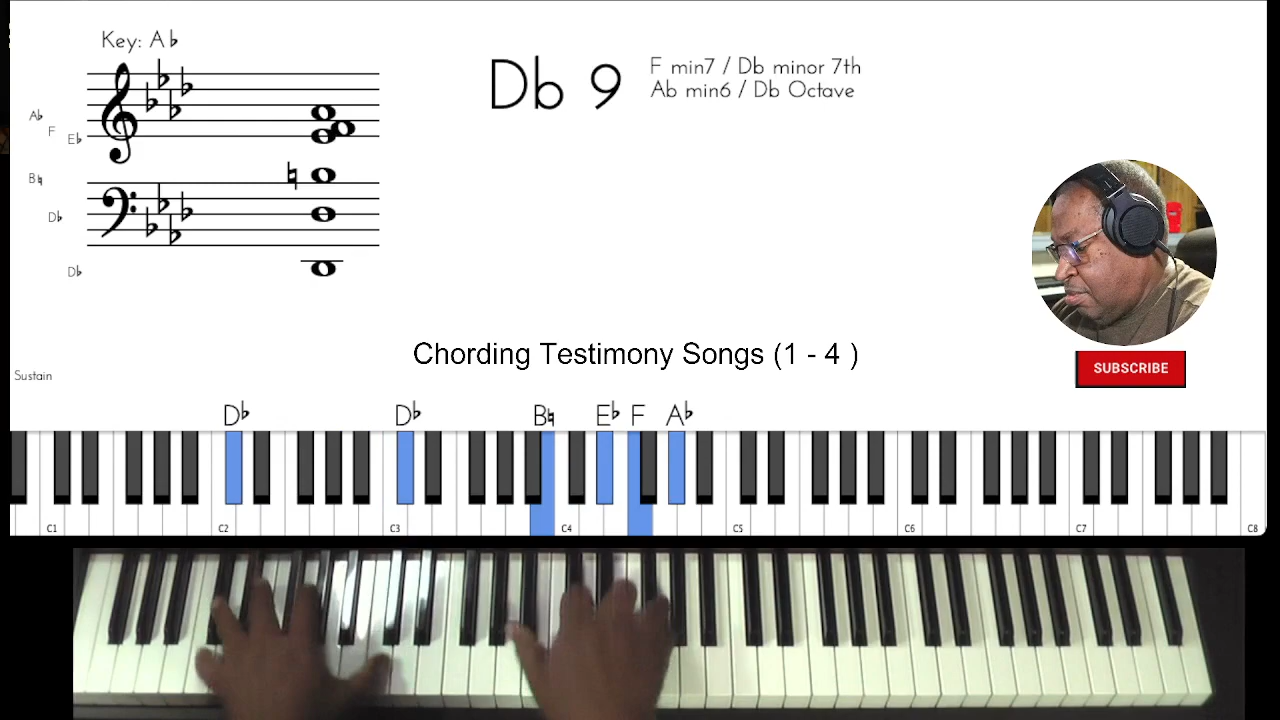 Key: A♭
Db 9
F min7 / Db minor 7th
Ab min6 / Db Octave
A♭
F
E♭
B♮
D♭
D♭
Chording Testimony Songs (1 - 4 )
SUBSCRIBE
Sustain
D♭ D♭ B♮ E♭ F A♭
C1 C2 C3 C4 C5 C6 C7 C8